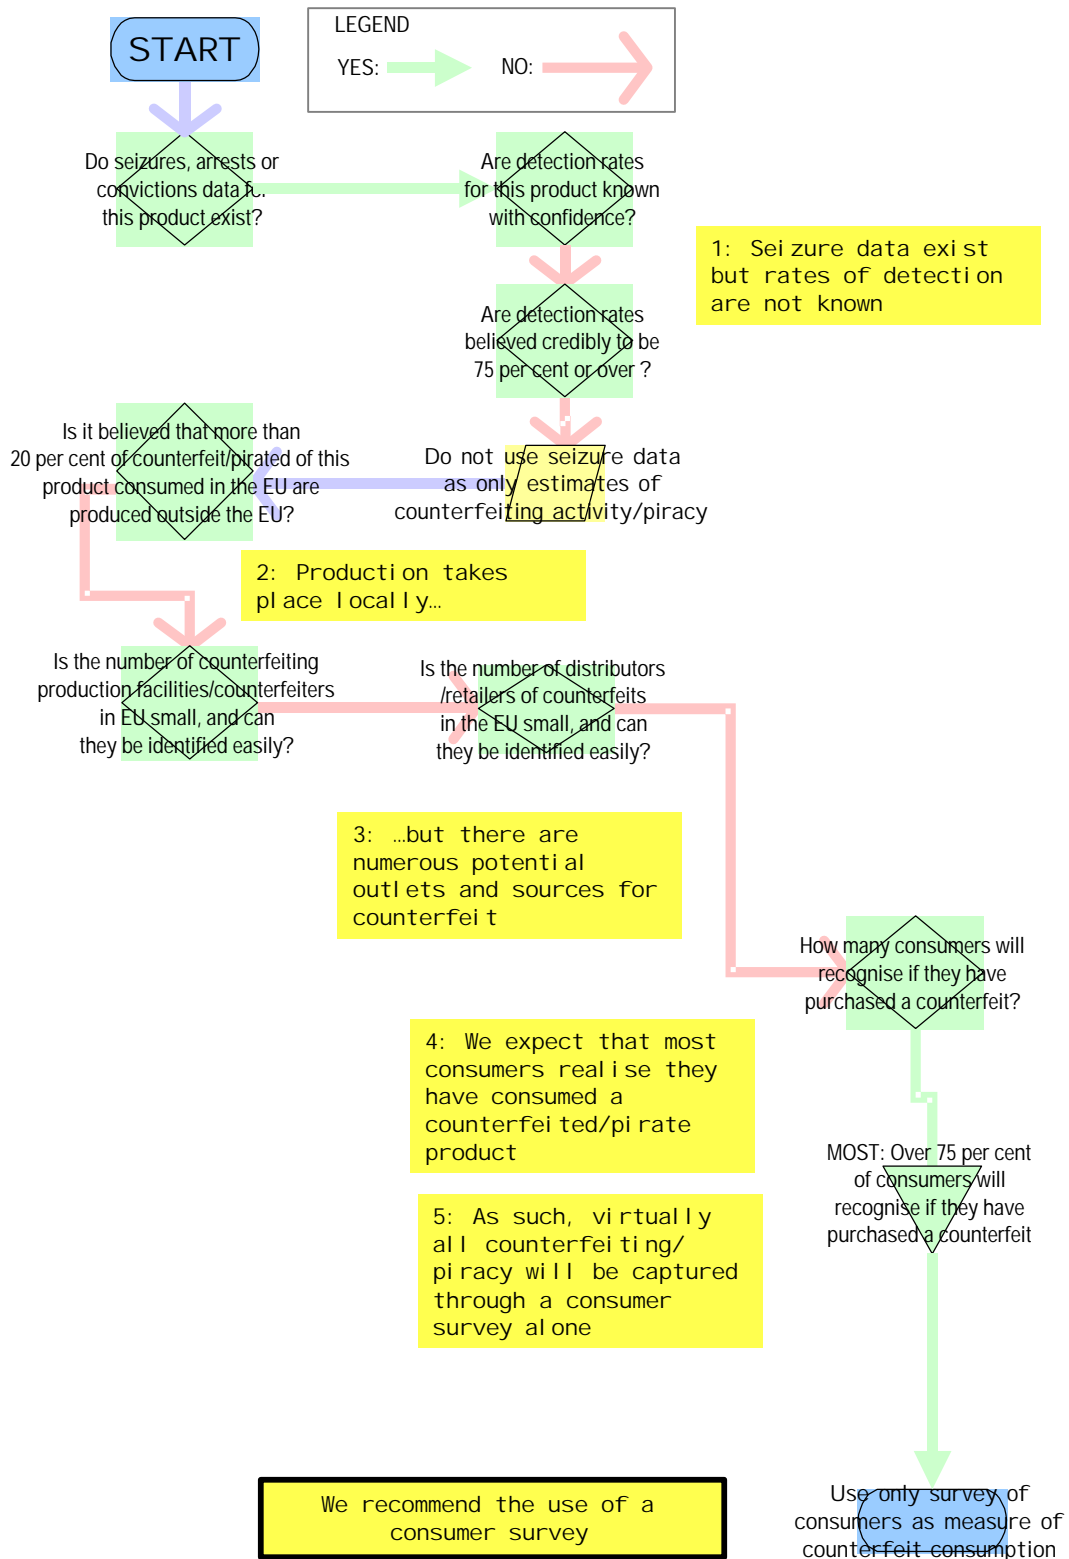 START
LEGEND
YES:
NO:
Do seizures, arrests or
convictions data for
this product exist?
Are detection rates
for this product known
with confidence?
1: Seizure data exist
but rates of detection
are not known
Are detection rates
believed credibly to be
75 per cent or over ?
Is it believed that more than
20 per cent of counterfeit/pirated of this
product consumed in the EU are
produced outside the EU?
Do not use seizure data
as only estimates of
counterfeiting activity/piracy
2: Production takes
place locally…
Is the number of counterfeiting
production facilities/counterfeiters
in EU small, and can
they be identified easily?
Is the number of distributors
/retailers of counterfeits
in the EU small, and can
they be identified easily?
3: …but there are
numerous potential
outlets and sources for
counterfeit
How many consumers will
recognise if they have
purchased a counterfeit?
4: We expect that most
consumers realise they
have consumed a
counterfeited/pirate
product
MOST: Over 75 per cent
of consumers will
recognise if they have
purchased a counterfeit
5: As such, virtually
all counterfeiting/
piracy will be captured
through a consumer
survey alone
We recommend the use of a
consumer survey
Use only survey of
consumers as measure of
counterfeit consumption